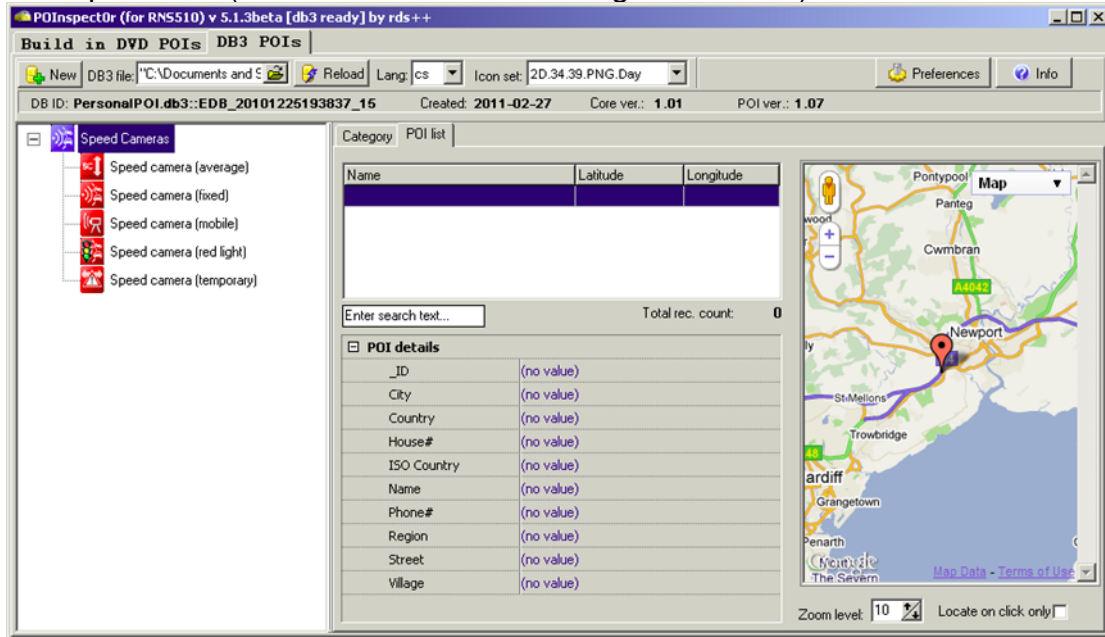 POInspect0r (for RNS510) v 5.1.3beta [db3 ready] by rds++
Build in DVD POIs DB3 POIs
New DB3 file: "C:\Documents and S Reload Lang: cs Icon set: 2D.34.39.PNG.Day Preferences Info
DB ID: PersonalPOI.db3::EDB_20101225193837_15 Created: 2011-02-27 Core ver.: 1.01 POI ver.: 1.07
Speed Cameras
Speed camera (average)
Speed camera (fixed)
Speed camera (mobile)
Speed camera (red light)
Speed camera (temporary)
Category POI list
Name Latitude Longitude
Enter search text... Total rec. count: 0
POI details
_ID (no value)
City (no value)
Country (no value)
House# (no value)
ISO Country (no value)
Name (no value)
Phone# (no value)
Region (no value)
Street (no value)
Village (no value)
Pontypool
Map
Panteg
wood
Cwmbran
A4042
Newport
ly
St Mellons
Trowbridge
48
ardiff
Grangetown
Penarth
The Severn
Map Data - Terms of Use
Zoom level: 10 Locate on click only